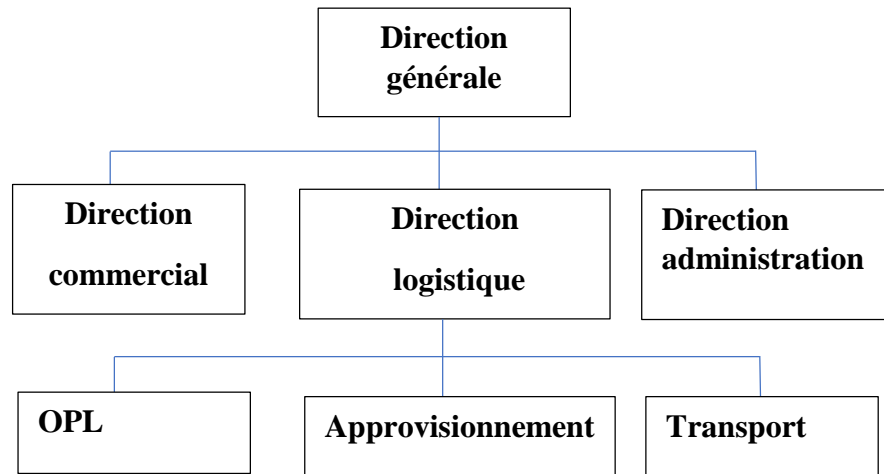 Direction
générale
Direction
commercial
Direction
logistique
Direction
administration
OPL
Approvisionnement
Transport